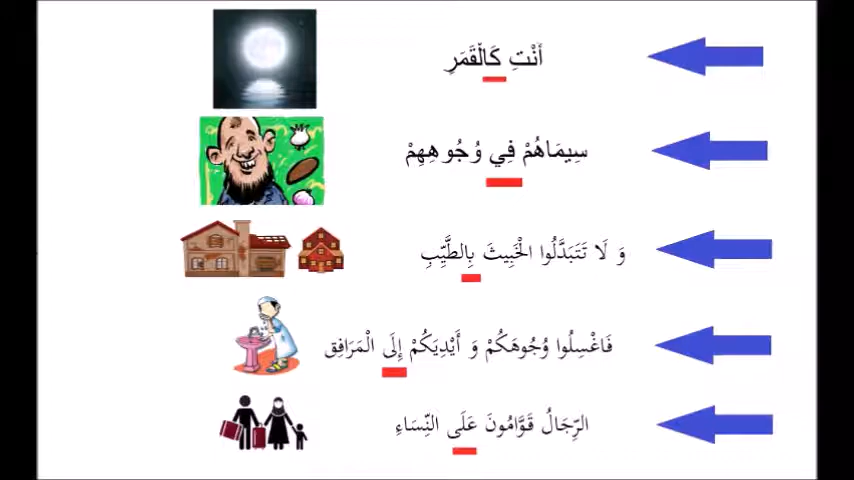 أَنْتِ كَالْقَمَرِ
سِيمَاهُمْ فِي وُجُوهِهِمْ
وَ لَا تَتَبَدَّلُوا الْخَبِيثَ بِالطَّيِّبِ
فَاغْسِلُوا وُجُوهَكُمْ وَ أَيْدِيَكُمْ إِلَى الْمَرَافِقِ
الرِّجَالُ قَوَّامُونَ عَلَى النِّسَاءِ